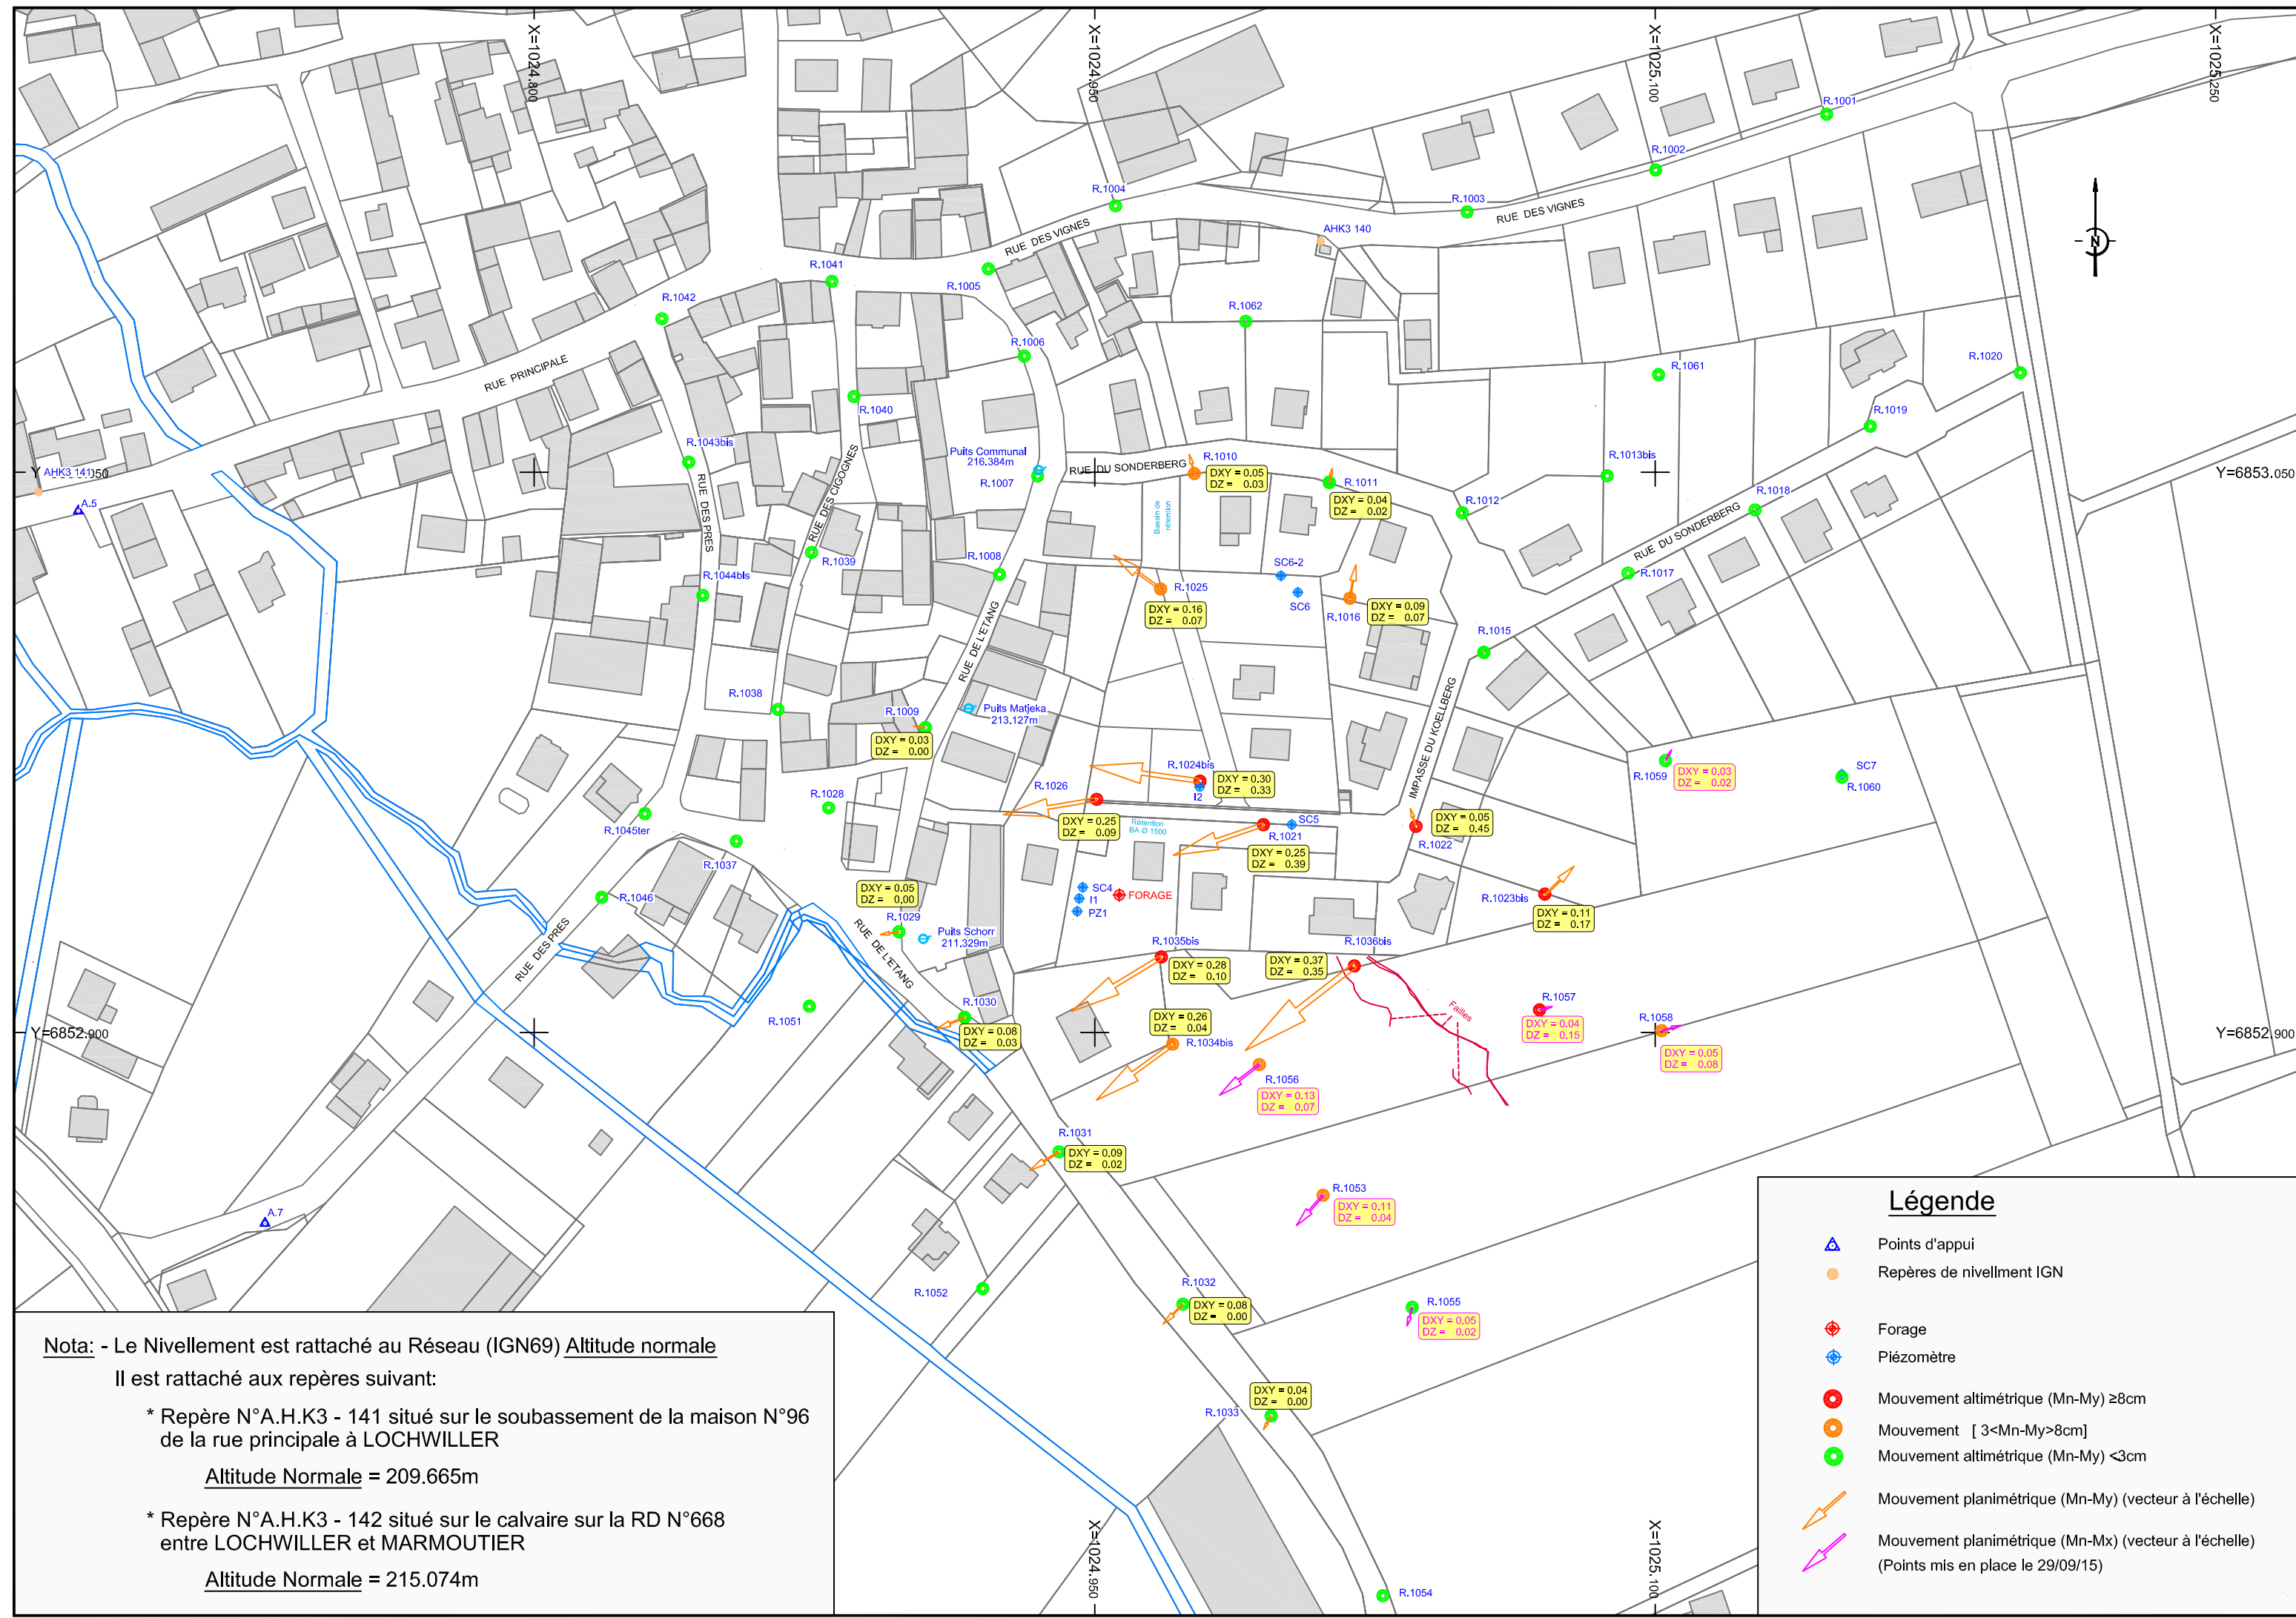 X=1024.800
X=1024.950
X=1025.100
X=1025.250
R.1001
R.1002
R.1003
RUE DES VIGNES
R.1004
RUE DES VIGNES
AHK3 140
N
R.1041
R.1005
R.1042
R.1062
R.1006
R.1061
R.1020
RUE PRINCIPALE
R.1040
R.1019
R.1043bis
Puits Communal
216.384m
R.1007
RUE DU SONDERBERG
R.1010
DXY = 0.05
DZ = 0.03
R.1011
DXY = 0.04
DZ = 0.02
R.1012
R.1013bis
R.1018
Y=6853.050
Y AHK3 141 050
A.5
RUE DES PRES
RUE DES CIGOGNES
Bassin de
rétention
RUE DU SONDERBERG
R.1039
R.1008
R.1044bis
SC6-2
SC6
R.1025
DXY = 0.16
DZ = 0.07
R.1016
DXY = 0.09
DZ = 0.07
R.1017
R.1015
RUE DE L'ETANG
R.1038
R.1009
DXY = 0.03
DZ = 0.00
Puits Matjeka
213.127m
IMPASSE DU KOELLBERG
R.1024bis
DXY = 0.30
DZ = 0.33
I2
R.1026
DXY = 0.25
DZ = 0.09
Rétention
BA Ø 1500
R.1021
SC5
DXY = 0.25
DZ = 0.39
DXY = 0.05
DZ = 0.45
R.1022
R.1059
DXY = 0.03
DZ = 0.02
SC7
R.1060
R.1028
R.1045ter
R.1037
R.1046
DXY = 0.05
DZ = 0.00
R.1029
Puits Schorr
211.329m
SC4
I1
PZ1
FORAGE
R.1023bis
DXY = 0.11
DZ = 0.17
RUE DES PRES
RUE DE L'ETANG
R.1035bis
DXY = 0.28
DZ = 0.10
R.1036bis
DXY = 0.37
DZ = 0.35
R.1051
R.1030
DXY = 0.08
DZ = 0.03
DXY = 0.26
DZ = 0.04
R.1034bis
Failles
R.1057
DXY = 0.04
DZ = 0.15
R.1058
DXY = 0.05
DZ = 0.08
Y=6852.900
Y=6852.900
R.1056
DXY = 0.13
DZ = 0.07
R.1031
DXY = 0.09
DZ = 0.02
R.1053
DXY = 0.11
DZ = 0.04
A.7
R.1052
R.1032
DXY = 0.08
DZ = 0.00
R.1055
DXY = 0.05
DZ = 0.02
DXY = 0.04
DZ = 0.00
R.1033
R.1054
X=1024.950
X=1025.100
Nota: - Le Nivellement est rattaché au Réseau (IGN69) Altitude normale
Il est rattaché aux repères suivant:
* Repère N°A.H.K3 - 141 situé sur le soubassement de la maison N°96
de la rue principale à LOCHWILLER
Altitude Normale = 209.665m
* Repère N°A.H.K3 - 142 situé sur le calvaire sur la RD N°668
entre LOCHWILLER et MARMOUTIER
Altitude Normale = 215.074m
Légende
Points d'appui
Repères de nivellment IGN
Forage
Piézomètre
Mouvement altimétrique (Mn-My) ≥8cm
Mouvement [ 3<Mn-My>8cm]
Mouvement altimétrique (Mn-My) <3cm
Mouvement planimétrique (Mn-My) (vecteur à l'échelle)
Mouvement planimétrique (Mn-Mx) (vecteur à l'échelle)
(Points mis en place le 29/09/15)